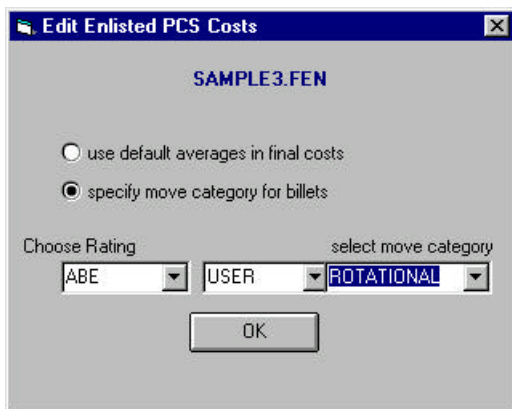 Edit Enlisted PCS Costs
SAMPLE3.FEN
use default averages in final costs
specify move category for billets
Choose Rating select move category
ABE USER ROTATIONAL
OK